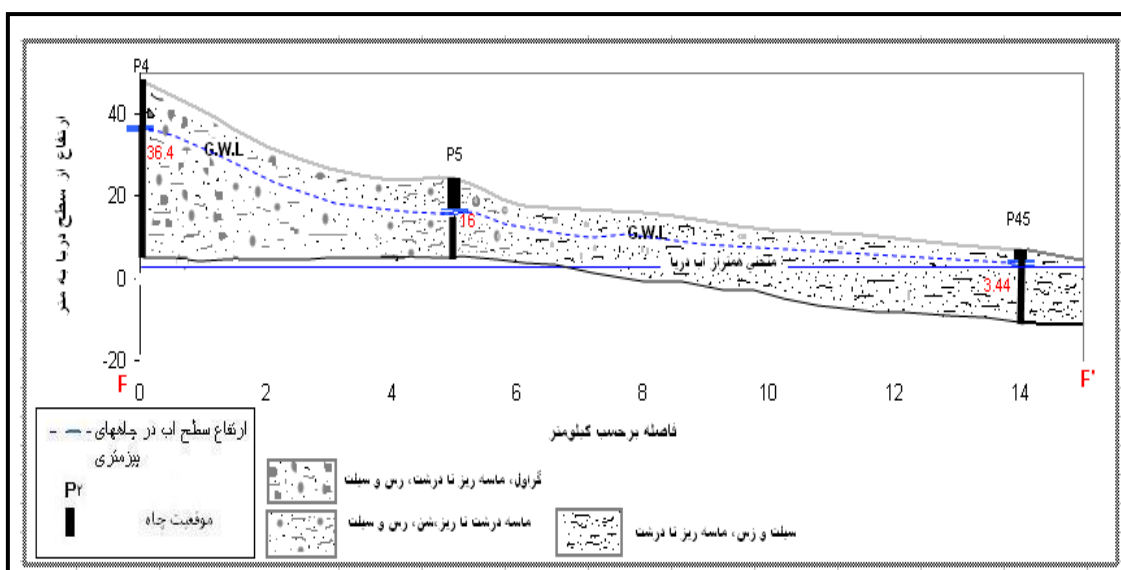 P4
ارتفاع از سطح دریا به متر
40
20
0
-20
36.4
G.W.L
P5
16
G.W.L
منحنی همتراز آب دریا
P45
3.44
F
F'
0 2 4 6 8 10 12 14
فاصله برحسب کیلومتر
ارتفاع سطح اب در چاههای
پیزمتری
P۲
موقعیت چاه
گراول، ماسه ریز تا درشت، رس و سیلت
ماسه درشت تا ریز،شن، رس و سیلت
سیلت و رس، ماسه ریز تا درشت